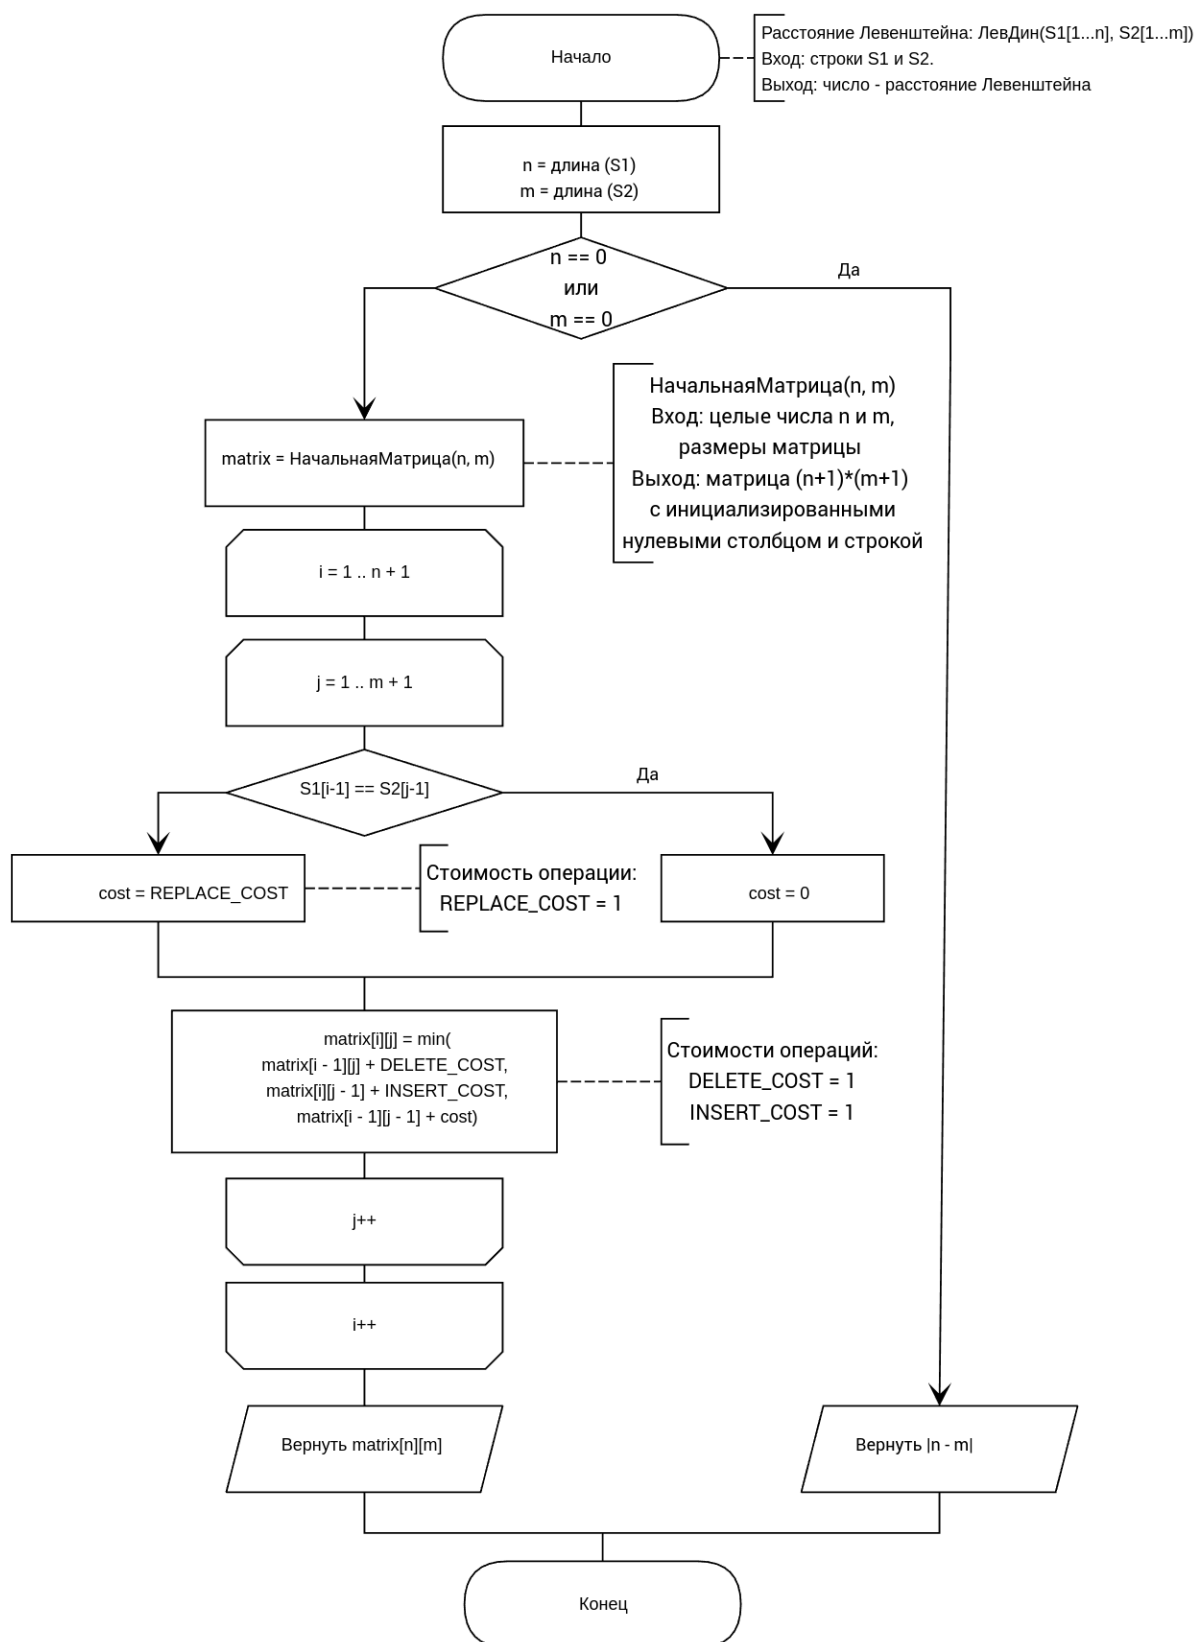 Начало
Расстояние Левенштейна: ЛевДин(S1[1...n], S2[1...m])
Вход: строки S1 и S2.
Выход: число - расстояние Левенштейна
n = длина (S1)
m = длина (S2)
n == 0
или
m == 0
Да
НачальнаяМатрица(n, m)
Вход: целые числа n и m,
размеры матрицы
Выход: матрица (n+1)*(m+1)
с инициализированными
нулевыми столбцом и строкой
matrix = НачальнаяМатрица(n, m)
i = 1 .. n + 1
j = 1 .. m + 1
S1[i-1] == S2[j-1]
Да
cost = REPLACE_COST
Стоимость операции:
REPLACE_COST = 1
cost = 0
matrix[i][j] = min(
matrix[i - 1][j] + DELETE_COST,
matrix[i][j - 1] + INSERT_COST,
matrix[i - 1][j - 1] + cost)
Стоимости операций:
DELETE_COST = 1
INSERT_COST = 1
j++
i++
Вернуть matrix[n][m]
Вернуть |n - m|
Конец